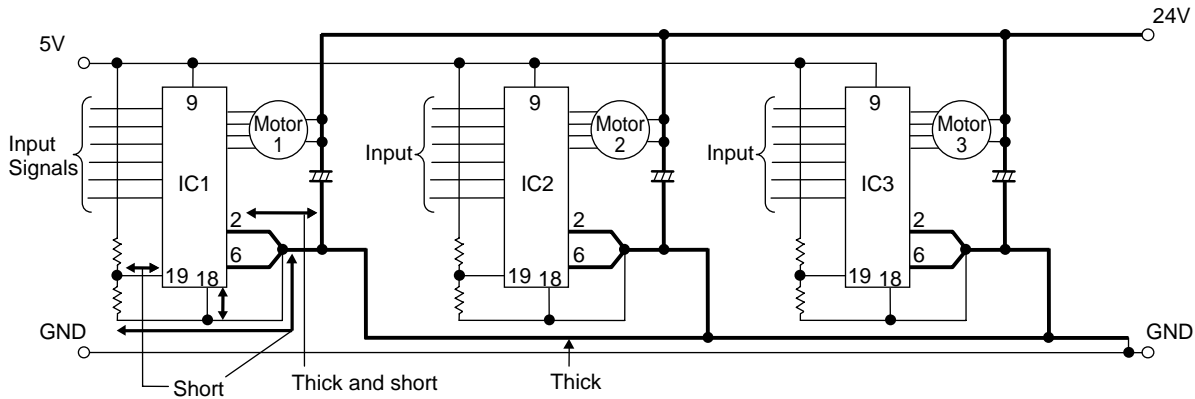 24V
5V
9
9
9
Motor
1
Motor
2
Motor
3
Input
Signals
Input
Input
IC1
IC2
IC3
2
2
2
6
6
6
19
18
19
18
19
18
GND
GND
Short
Thick and short
Thick